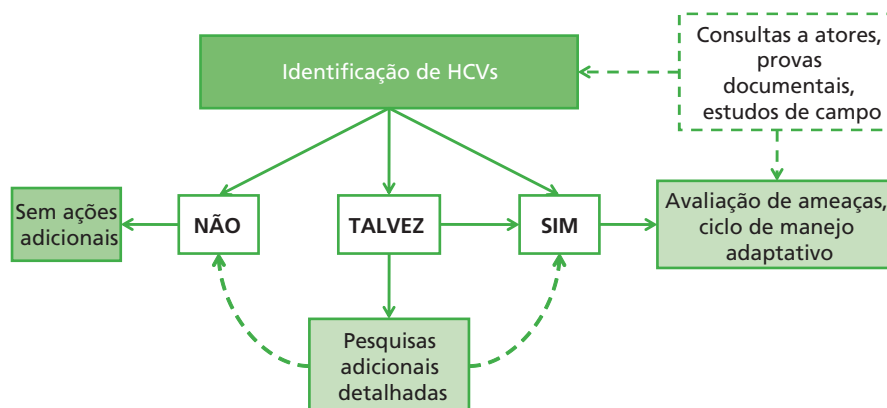 Identificação de HCVs
Consultas a atores,
provas
documentais,
estudos de campo
Sem ações
adicionais
NÃO
TALVEZ
SIM
Avaliação de ameaças,
ciclo de manejo
adaptativo
Pesquisas
adicionais
detalhadas